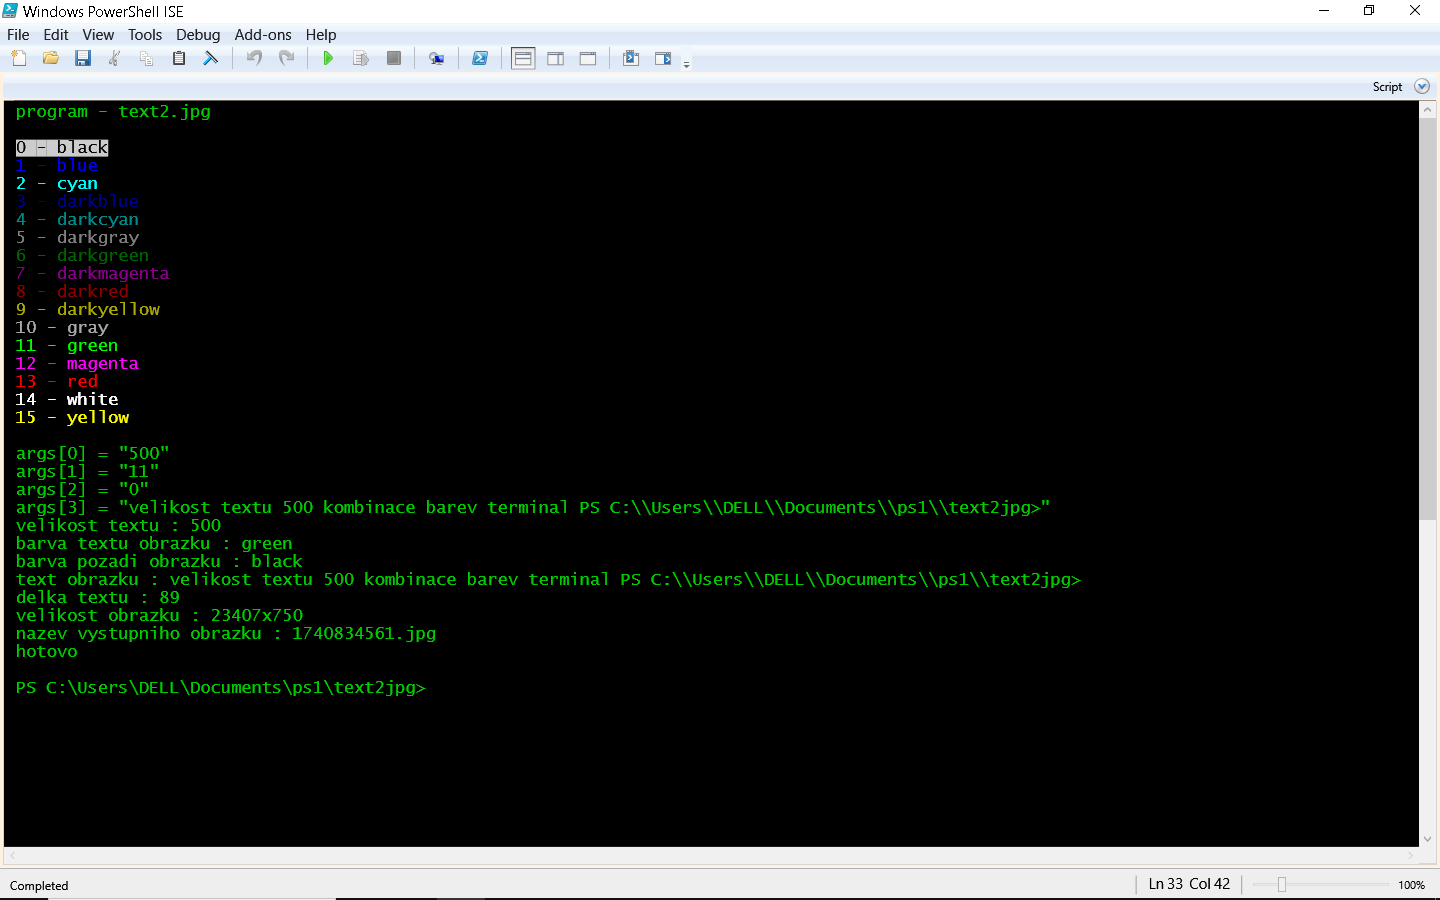 Windows PowerShell ISE
File Edit View Tools Debug Add-ons Help
Script
program - text2.jpg
0 - black
1 - blue
2 - cyan
3 - darkblue
4 - darkcyan
5 - darkgray
6 - darkgreen
7 - darkmagenta
8 - darkred
9 - darkyellow
10 - gray
11 - green
12 - magenta
13 - red
14 - white
15 - yellow
args[0] = "500"
args[1] = "11"
args[2] = "0"
args[3] = "velikost textu 500 kombinace barev terminal PS C:\\Users\\DELL\\Documents\\ps1\\text2jpg>"
velikost textu : 500
barva textu obrazku : green
barva pozadi obrazku : black
text obrazku : velikost textu 500 kombinace barev terminal PS C:\\Users\\DELL\\Documents\\ps1\\text2jpg>
delka textu : 89
velikost obrazku : 23407x750
nazev vystupniho obrazku : 1740834561.jpg
hotovo
PS C:\Users\DELL\Documents\ps1\text2jpg>
Completed
Ln 33 Col 42
100%